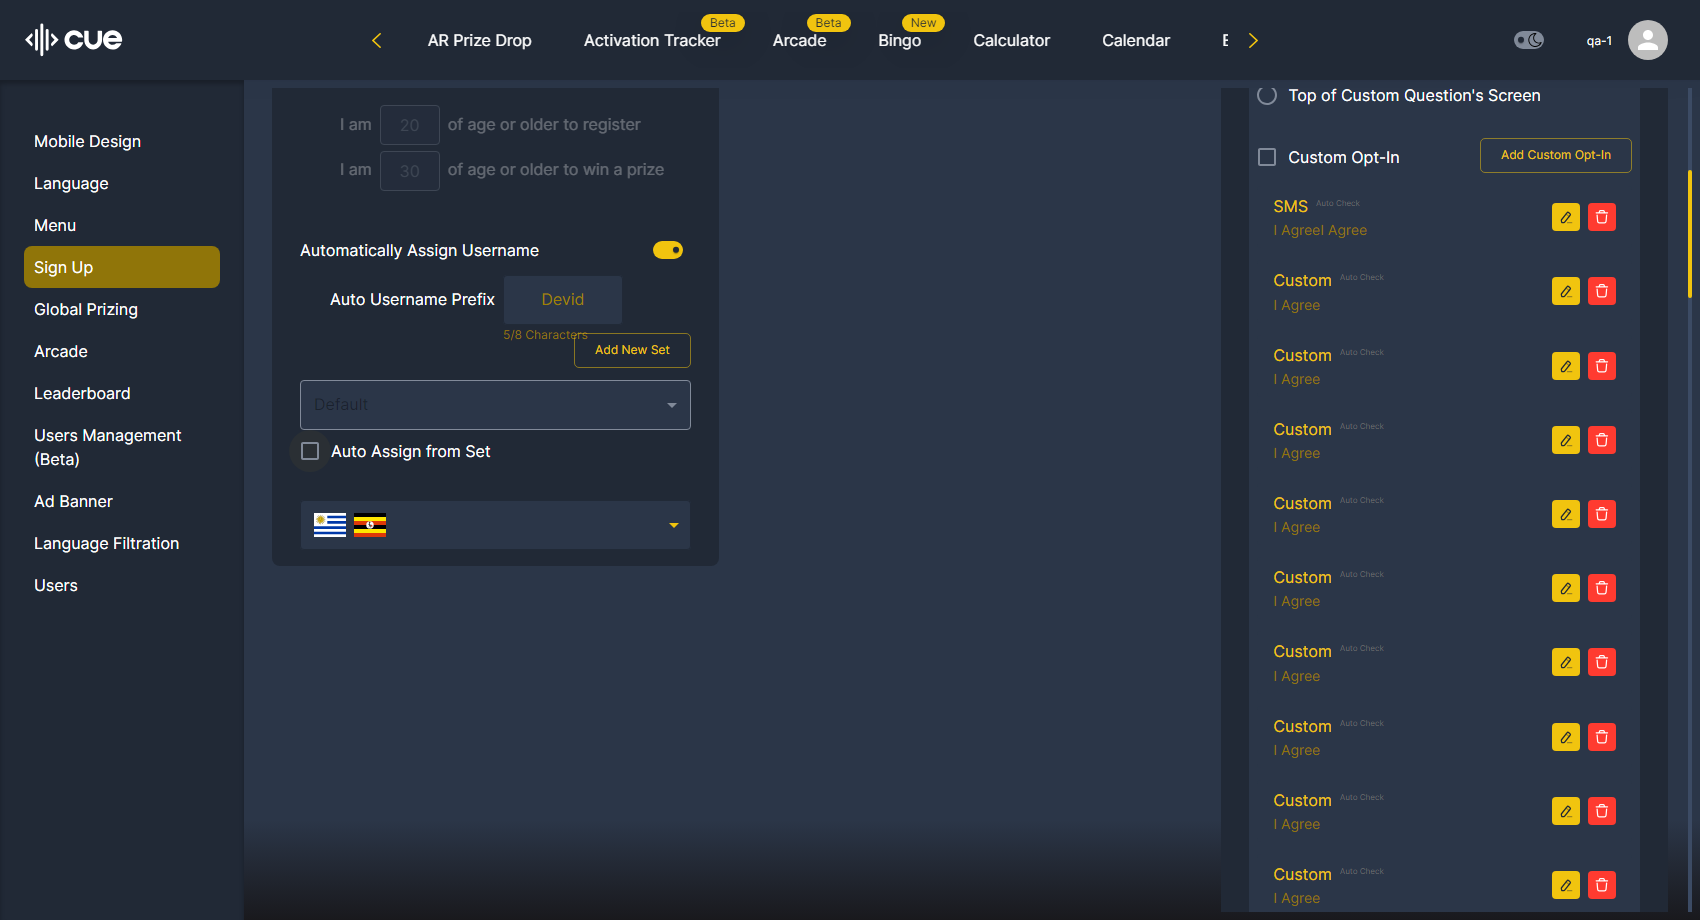 cue
AR Prize Drop
Activation Tracker
Beta
Arcade
Beta
Bingo
New
Calculator
Calendar
qa-1
Mobile Design
Language
Menu
Sign Up
Global Prizing
Arcade
Leaderboard
Users Management
(Beta)
Ad Banner
Language Filtration
Users
I am 20 of age or older to register
I am 30 of age or older to win a prize
Automatically Assign Username
Auto Username Prefix Devid
5/8 Characters
Add New Set
Default
Auto Assign from Set
Top of Custom Question's Screen
Custom Opt-In
Add Custom Opt-In
SMS Auto Check
I AgreeI Agree
Custom Auto Check
I Agree
Custom Auto Check
I Agree
Custom Auto Check
I Agree
Custom Auto Check
I Agree
Custom Auto Check
I Agree
Custom Auto Check
I Agree
Custom Auto Check
I Agree
Custom Auto Check
I Agree
Custom Auto Check
I Agree